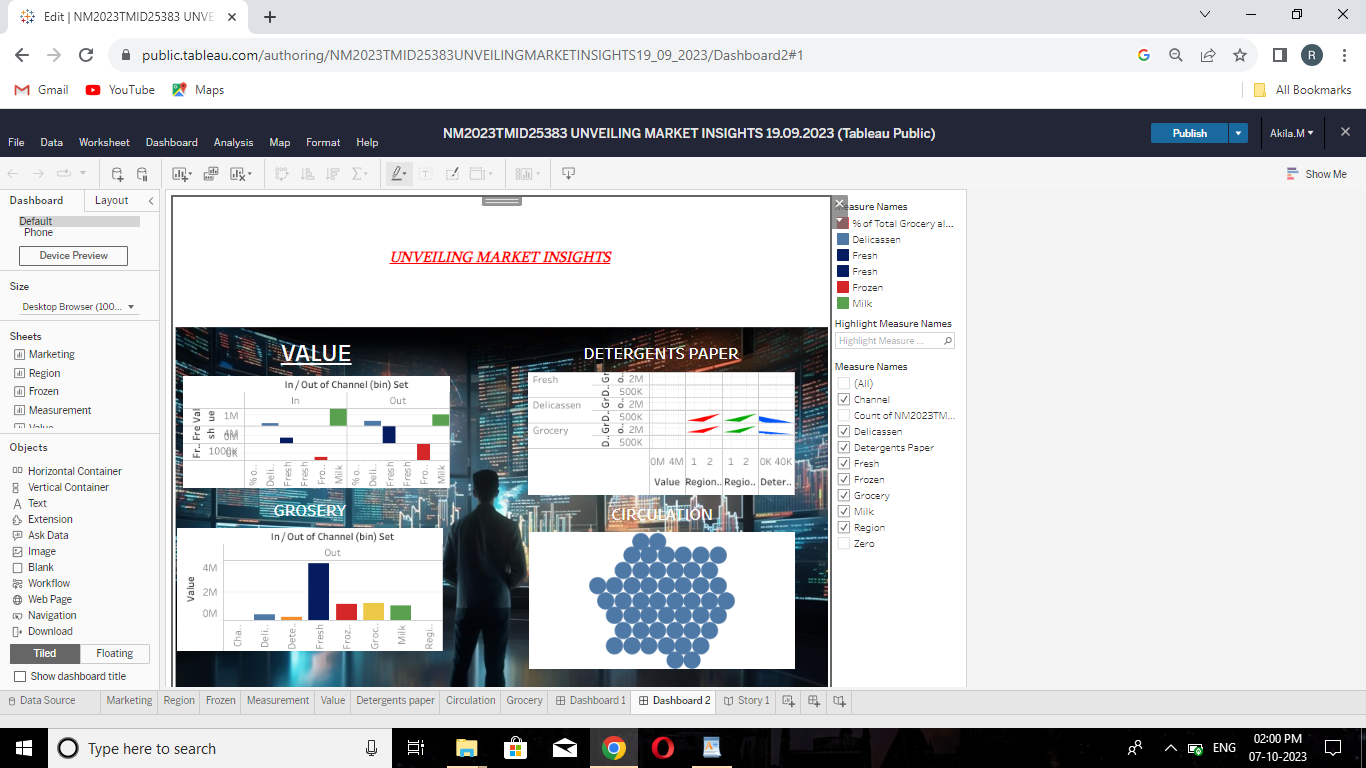 Edit | NM2023TMID25383 UNVE
public.tableau.com/authoring/NM2023TMID25383UNVEILINGMARKETINSIGHTS19_09_2023/Dashboard2#1
R
Gmail YouTube Maps All Bookmarks
NM2023TMID25383 UNVEILING MARKET INSIGHTS 19.09.2023 (Tableau Public)
Publish Akila.M
File Data Worksheet Dashboard Analysis Map Format Help
Show Me
Dashboard Layout
Default
Phone
Device Preview
Size
Desktop Browser (100...
Sheets
Marketing
Region
Frozen
Measurement
Value
Objects
Horizontal Container
Vertical Container
Text
Extension
Ask Data
Image
Blank
Workflow
Web Page
Navigation
Download
Tiled Floating
Show dashboard title
UNVEILING MARKET INSIGHTS
VALUE
In / Out of Channel (bin) Set
In Out
1M
1000K
0K
% o.. Deli.. Fresh Fresh Fro.. Milk % o.. Deli.. Fresh Fresh Fro.. Milk
DETERGENTS PAPER
Fresh 2M
500K
Delicassen 2M
500K
Grocery 2M
500K
0M 4M 1 2 1 2 0K 40K
Value Region.. Regio.. Deter..
GROSERY
In / Out of Channel (bin) Set
Out
Value
4M
2M
0M
Cha.. Deli.. Dete.. Fresh Froz.. Groc.. Milk Regi..
CIRCULATION
Measure Names
% of Total Grocery al...
Delicassen
Fresh
Fresh
Frozen
Milk
Highlight Measure Names
Highlight Measure ...
Measure Names
(All)
Channel
Count of NM2023TM...
Delicassen
Detergents Paper
Fresh
Frozen
Grocery
Milk
Region
Zero
Data Source Marketing Region Frozen Measurement Value Detergents paper Circulation Grocery Dashboard 1 Dashboard 2 Story 1
Type here to search
ENG
02:00 PM
07-10-2023